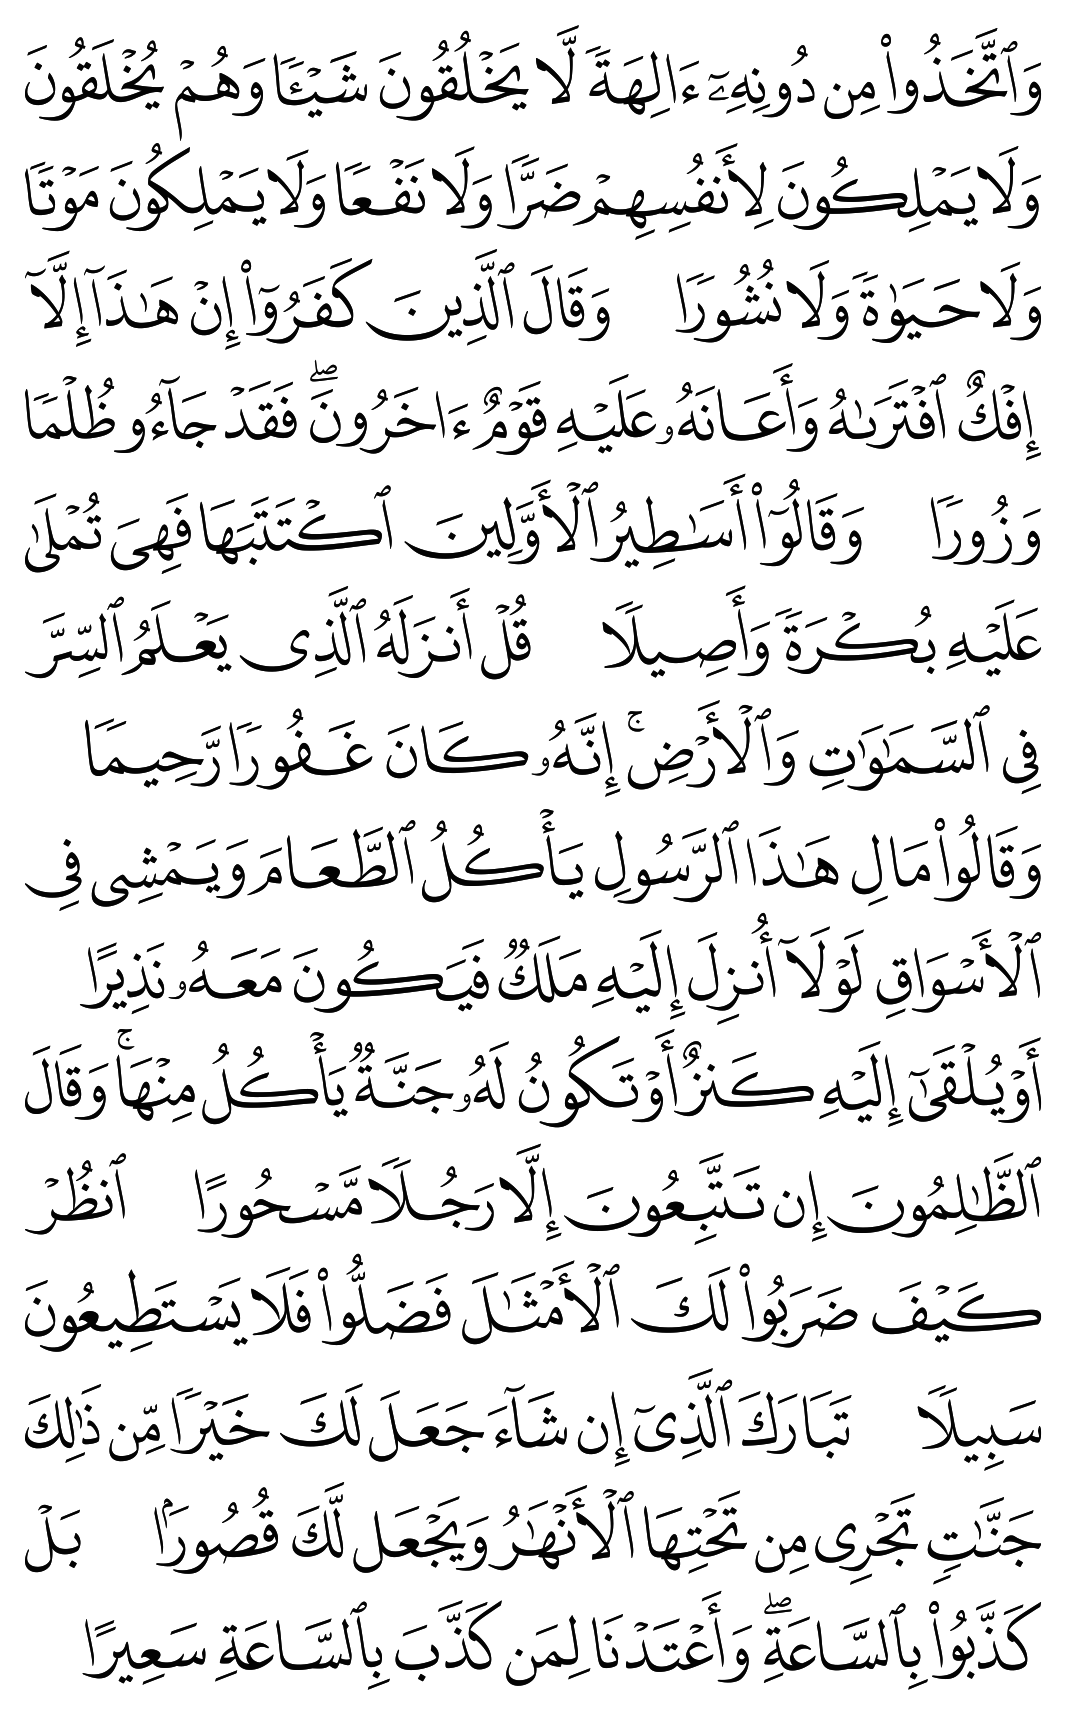 وَٱتَّخَذُوا۟ مِن دُونِهِۦٓ ءَالِهَةً لَّا يَخْلُقُونَ شَيْـًٔا وَهُمْ يُخْلَقُونَ
وَلَا يَمْلِكُونَ لِأَنفُسِهِمْ ضَرًّا وَلَا نَفْعًا وَلَا يَمْلِكُونَ مَوْتًا
وَلَا حَيَوٰةً وَلَا نُشُورًا وَقَالَ ٱلَّذِينَ كَفَرُوٓا۟ إِنْ هَـٰذَآ إِلَّآ
إِفْكٌ ٱفْتَرَىٰهُ وَأَعَانَهُۥ عَلَيْهِ قَوْمٌ ءَاخَرُونَ ۖ فَقَدْ جَآءُو ظُلْمًا
وَزُورًا وَقَالُوٓا۟ أَسَـٰطِيرُ ٱلْأَوَّلِينَ ٱكْتَتَبَهَا فَهِىَ تُمْلَىٰ
عَلَيْهِ بُكْرَةً وَأَصِيلًا قُلْ أَنزَلَهُ ٱلَّذِى يَعْلَمُ ٱلسِّرَّ
فِى ٱلسَّمَـٰوَٰتِ وَٱلْأَرْضِ ۚ إِنَّهُۥ كَانَ غَفُورًا رَّحِيمًا
وَقَالُوا۟ مَالِ هَـٰذَا ٱلرَّسُولِ يَأْكُلُ ٱلطَّعَامَ وَيَمْشِى فِى
ٱلْأَسْوَاقِ لَوْلَآ أُنزِلَ إِلَيْهِ مَلَكٌ فَيَكُونَ مَعَهُۥ نَذِيرًا
أَوْ يُلْقَىٰٓ إِلَيْهِ كَنزٌ أَوْ تَكُونُ لَهُۥ جَنَّةٌ يَأْكُلُ مِنْهَا ۚ وَقَالَ
ٱلظَّـٰلِمُونَ إِن تَتَّبِعُونَ إِلَّا رَجُلًا مَّسْحُورًا ٱنظُرْ
كَيْفَ ضَرَبُوا۟ لَكَ ٱلْأَمْثَـٰلَ فَضَلُّوا۟ فَلَا يَسْتَطِيعُونَ
سَبِيلًا تَبَارَكَ ٱلَّذِىٓ إِن شَآءَ جَعَلَ لَكَ خَيْرًا مِّن ذَٰلِكَ
جَنَّـٰتٍ تَجْرِى مِن تَحْتِهَا ٱلْأَنْهَـٰرُ وَيَجْعَل لَّكَ قُصُورًۢا بَلْ
كَذَّبُوا۟ بِٱلسَّاعَةِ ۖ وَأَعْتَدْنَا لِمَن كَذَّبَ بِٱلسَّاعَةِ سَعِيرًا